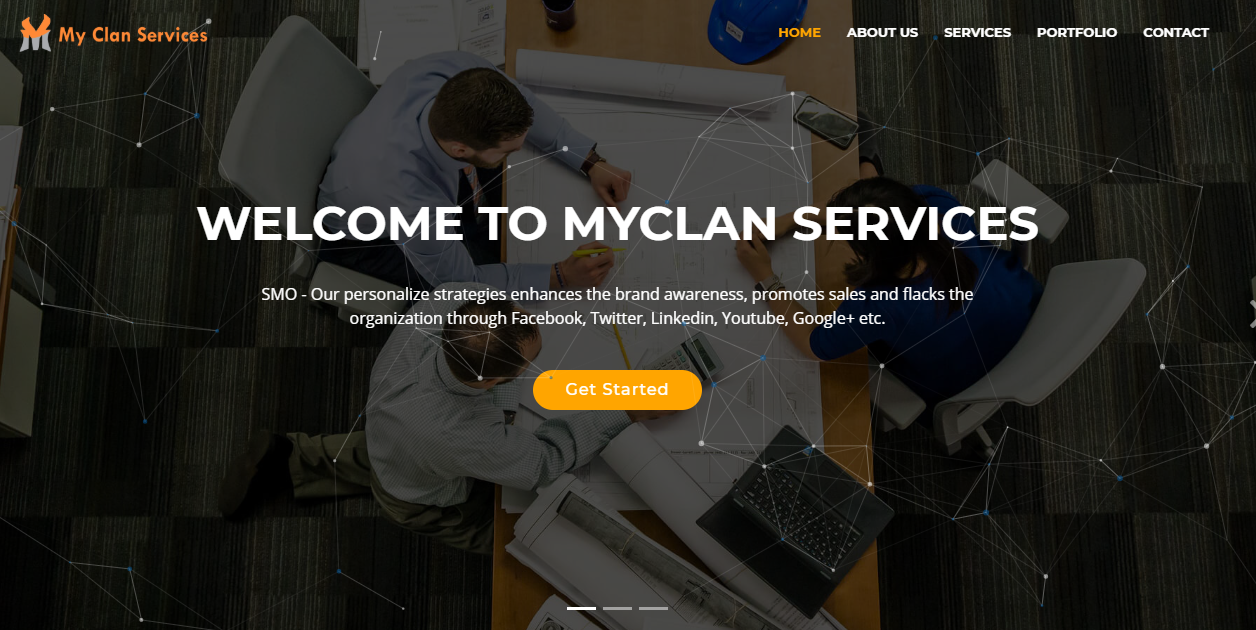 My Clan Services
HOME ABOUT US SERVICES PORTFOLIO CONTACT
WELCOME TO MYCLAN SERVICES
SMO - Our personalize strategies enhances the brand awareness, promotes sales and flacks the
organization through Facebook, Twitter, Linkedin, Youtube, Google+ etc.
Get Started